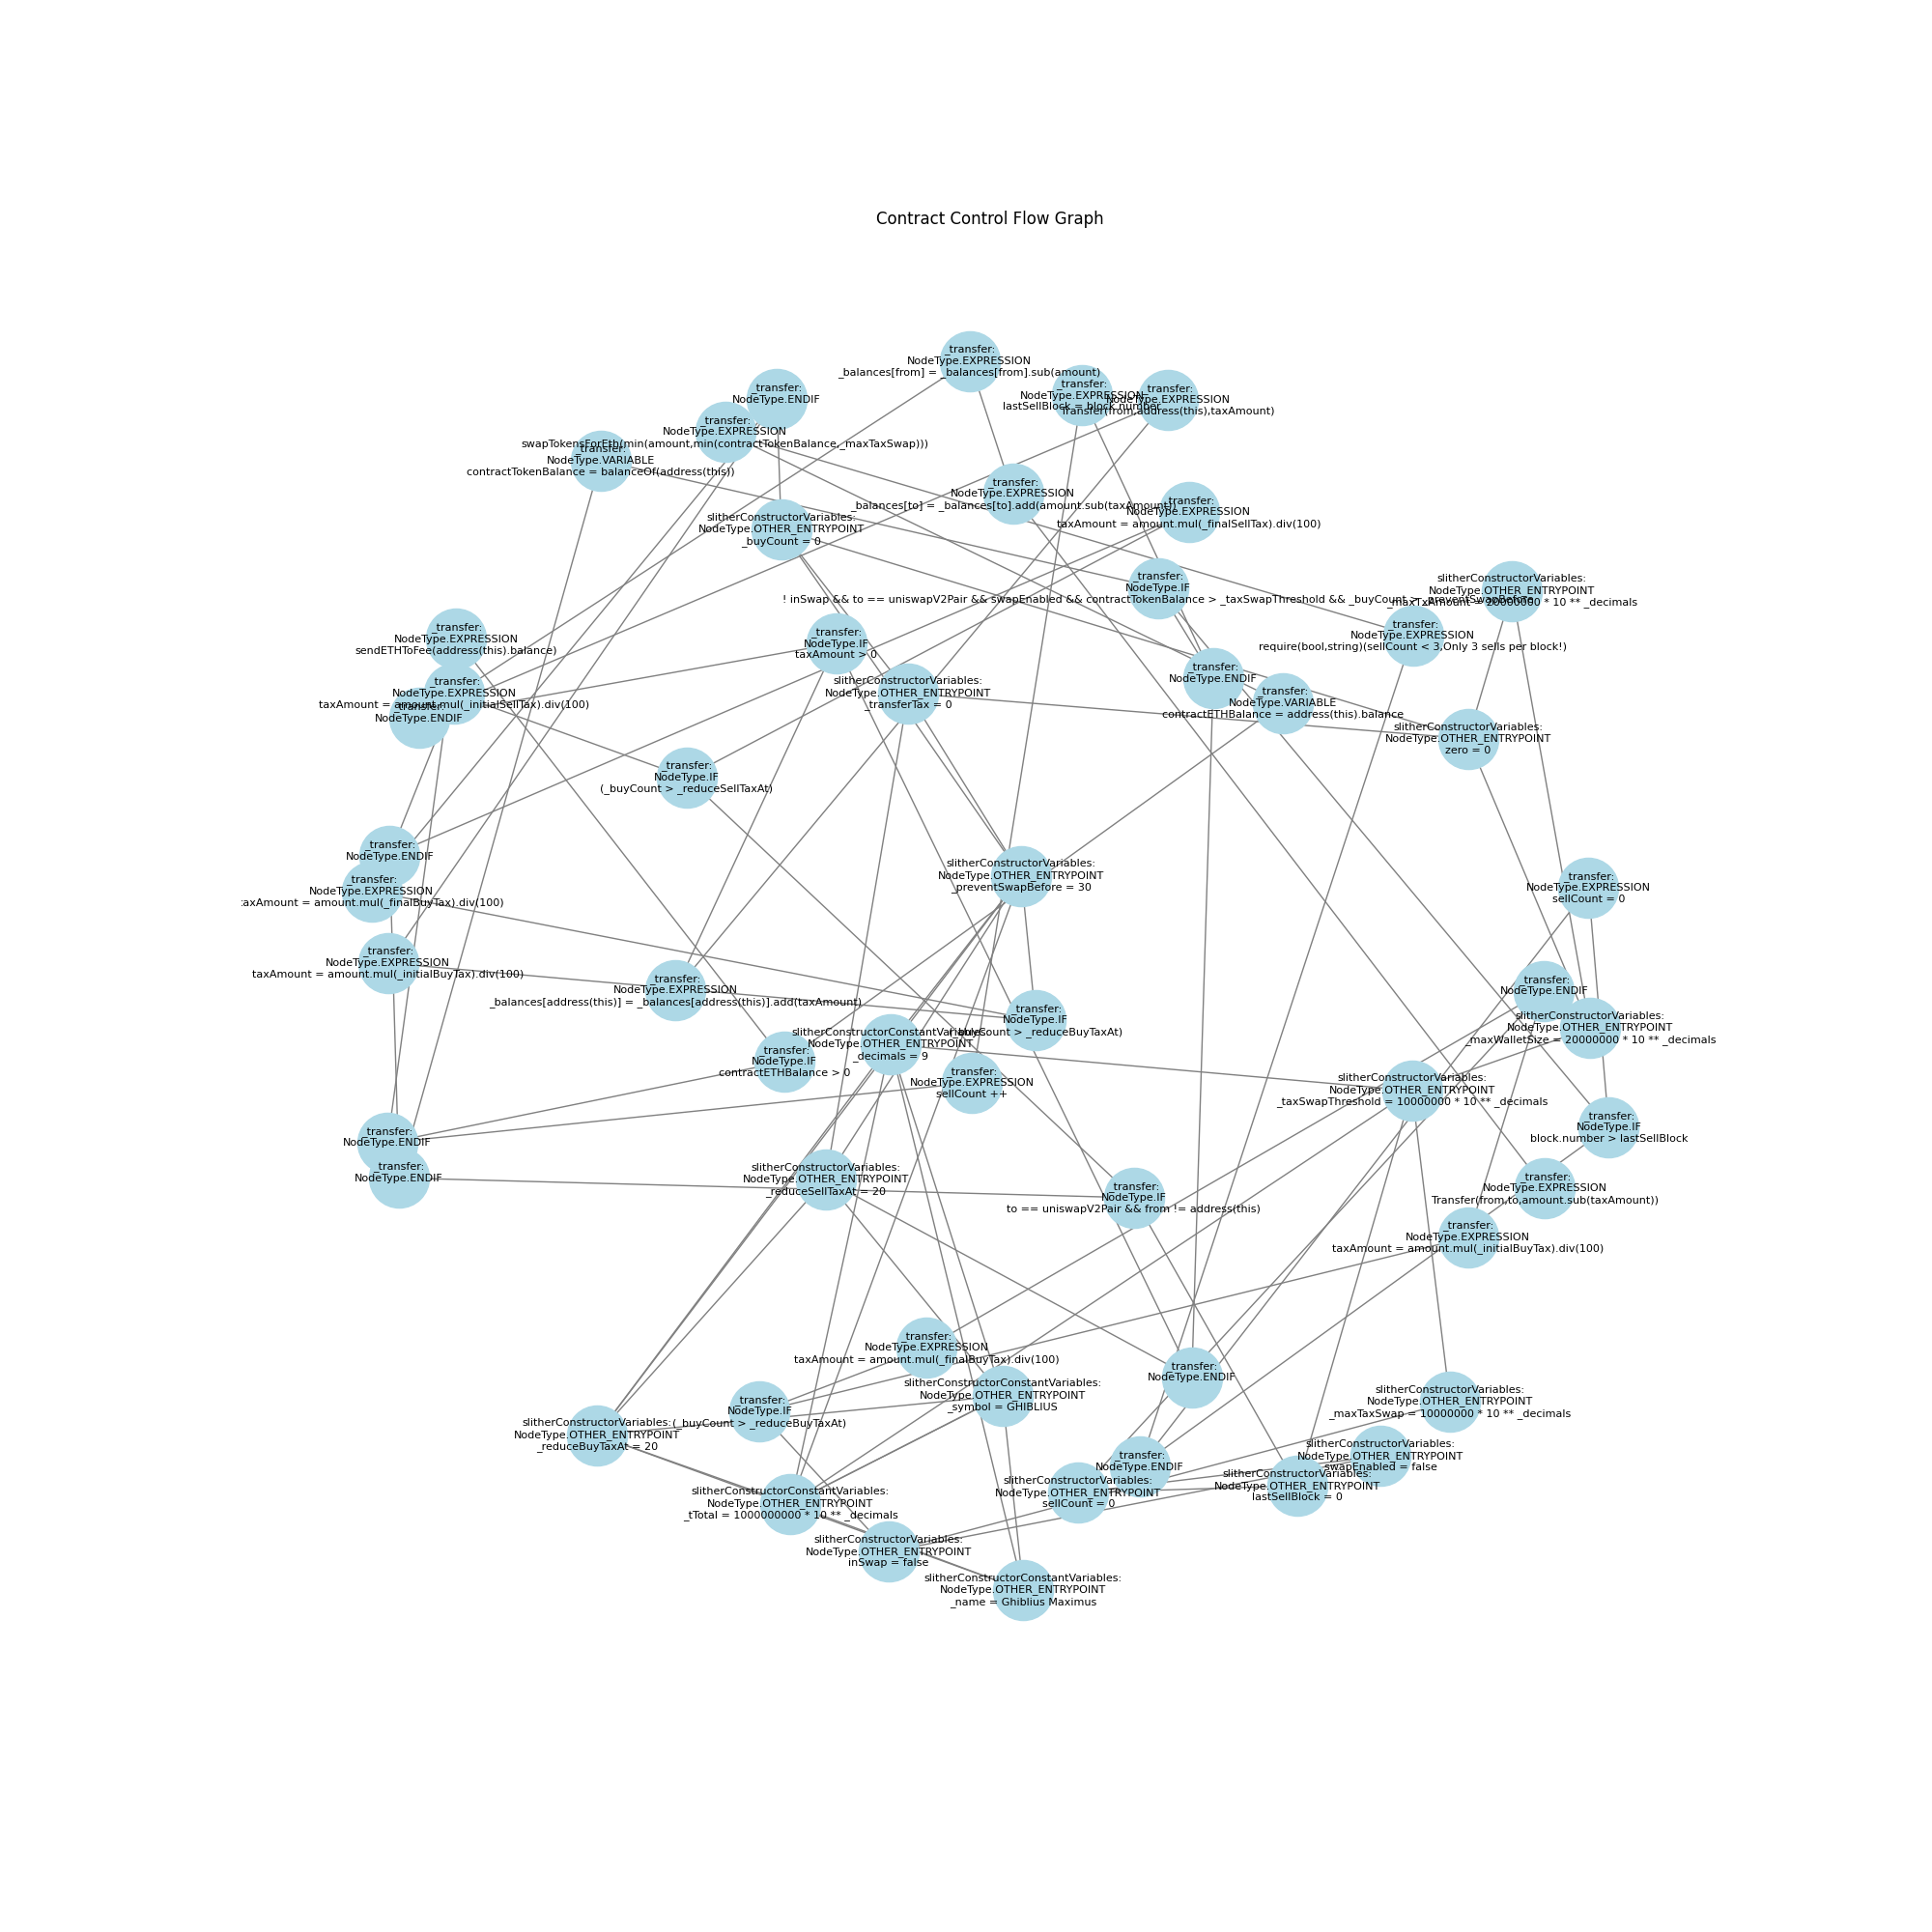 Contract Control Flow Graph
_transfer:
NodeType.EXPRESSION
_balances[from] = _balances[from].sub(amount)
_transfer:
NodeType.ENDIF
_transfer:
NodeType.EXPRESSION
lastSellBlock = block.number
_transfer:
NodeType.EXPRESSION
Transfer(from,address(this),taxAmount)
_transfer:
NodeType.EXPRESSION
swapTokensForEth(min(amount,min(contractTokenBalance,_maxTaxSwap)))
_transfer:
NodeType.VARIABLE
contractTokenBalance = balanceOf(address(this))
_transfer:
NodeType.EXPRESSION
_balances[to] = _balances[to].add(amount.sub(taxAmount))
_transfer:
NodeType.EXPRESSION
taxAmount = amount.mul(_finalSellTax).div(100)
slitherConstructorVariables:
NodeType.OTHER_ENTRYPOINT
_buyCount = 0
_transfer:
NodeType.IF
! inSwap && to == uniswapV2Pair && swapEnabled && contractTokenBalance > _taxSwapThreshold && _buyCount > _preventSwapBefore
slitherConstructorVariables:
NodeType.OTHER_ENTRYPOINT
_maxTxAmount = 20000000 * 10 ** _decimals
_transfer:
NodeType.EXPRESSION
sendETHToFee(address(this).balance)
_transfer:
NodeType.IF
taxAmount > 0
_transfer:
NodeType.EXPRESSION
require(bool,string)(sellCount < 3,Only 3 sells per block!)
_transfer:
NodeType.EXPRESSION
taxAmount = amount.mul(_initialSellTax).div(100)
_transfer:
NodeType.ENDIF
slitherConstructorVariables:
NodeType.OTHER_ENTRYPOINT
_transferTax = 0
_transfer:
NodeType.ENDIF
_transfer:
NodeType.VARIABLE
contractETHBalance = address(this).balance
slitherConstructorVariables:
NodeType.OTHER_ENTRYPOINT
zero = 0
_transfer:
NodeType.IF
(_buyCount > _reduceSellTaxAt)
_transfer:
NodeType.ENDIF
_transfer:
NodeType.EXPRESSION
taxAmount = amount.mul(_finalBuyTax).div(100)
slitherConstructorVariables:
NodeType.OTHER_ENTRYPOINT
_preventSwapBefore = 30
_transfer:
NodeType.EXPRESSION
sellCount = 0
_transfer:
NodeType.EXPRESSION
taxAmount = amount.mul(_initialBuyTax).div(100)
_transfer:
NodeType.EXPRESSION
_balances[address(this)] = _balances[address(this)].add(taxAmount)
_transfer:
NodeType.ENDIF
_transfer:
NodeType.IF
(_buyCount > _reduceBuyTaxAt)
slitherConstructorVariables:
NodeType.OTHER_ENTRYPOINT
_maxWalletSize = 20000000 * 10 ** _decimals
slitherConstructorConstantVariables:
NodeType.OTHER_ENTRYPOINT
_decimals = 9
_transfer:
NodeType.IF
contractETHBalance > 0
_transfer:
NodeType.EXPRESSION
sellCount ++
slitherConstructorVariables:
NodeType.OTHER_ENTRYPOINT
_taxSwapThreshold = 10000000 * 10 ** _decimals
_transfer:
NodeType.IF
block.number > lastSellBlock
_transfer:
NodeType.ENDIF
_transfer:
NodeType.ENDIF
slitherConstructorVariables:
NodeType.OTHER_ENTRYPOINT
_reduceSellTaxAt = 20
_transfer:
NodeType.IF
to == uniswapV2Pair && from != address(this)
_transfer:
NodeType.EXPRESSION
Transfer(from,to,amount.sub(taxAmount))
_transfer:
NodeType.EXPRESSION
taxAmount = amount.mul(_initialBuyTax).div(100)
_transfer:
NodeType.EXPRESSION
taxAmount = amount.mul(_finalBuyTax).div(100)
_transfer:
NodeType.ENDIF
slitherConstructorConstantVariables:
NodeType.OTHER_ENTRYPOINT
_symbol = GHIBLIUS
_transfer:
NodeType.IF
(_buyCount > _reduceBuyTaxAt)
slitherConstructorVariables:
NodeType.OTHER_ENTRYPOINT
_maxTaxSwap = 10000000 * 10 ** _decimals
slitherConstructorVariables:
NodeType.OTHER_ENTRYPOINT
_reduceBuyTaxAt = 20
slitherConstructorVariables:
NodeType.OTHER_ENTRYPOINT
swapEnabled = false
_transfer:
NodeType.ENDIF
slitherConstructorVariables:
NodeType.OTHER_ENTRYPOINT
sellCount = 0
slitherConstructorVariables:
NodeType.OTHER_ENTRYPOINT
lastSellBlock = 0
slitherConstructorConstantVariables:
NodeType.OTHER_ENTRYPOINT
_tTotal = 1000000000 * 10 ** _decimals
slitherConstructorVariables:
NodeType.OTHER_ENTRYPOINT
inSwap = false
slitherConstructorConstantVariables:
NodeType.OTHER_ENTRYPOINT
_name = Ghiblius Maximus